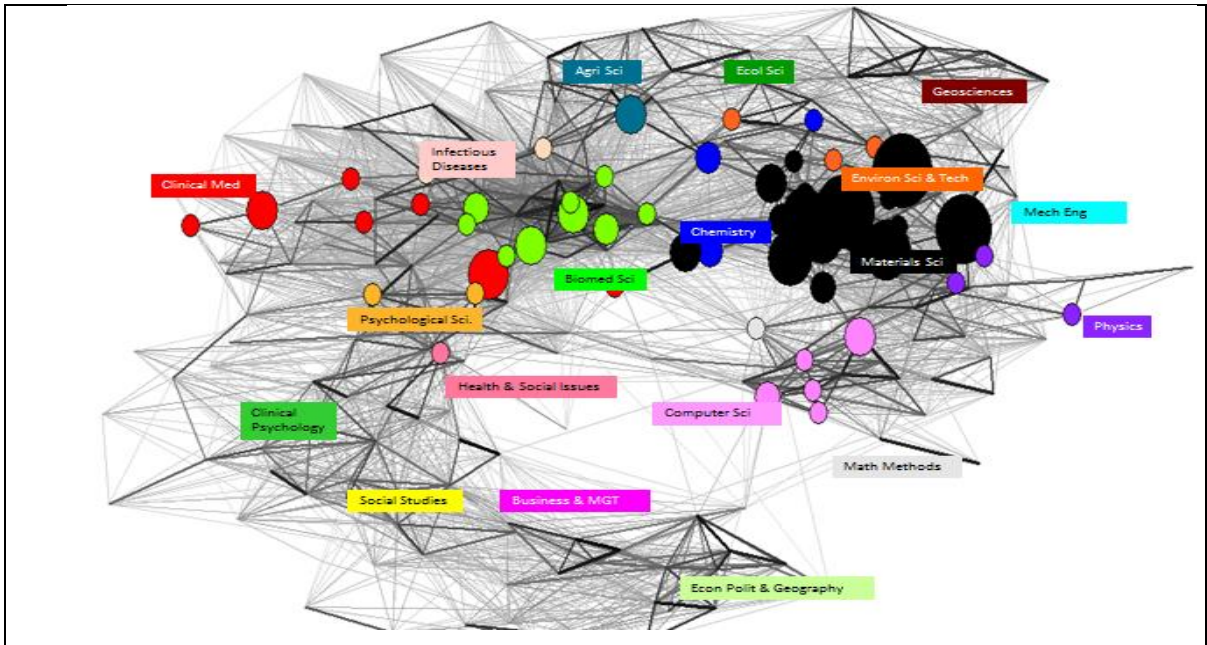 Agri Sci
Ecol Sci
Geosciences
Infectious
Diseases
Clinical Med
Environ Sci & Tech
Mech Eng
Chemistry
Materials Sci
Biomed Sci
Psychological Sci.
Physics
Health & Social Issues
Clinical
Psychology
Computer Sci
Math Methods
Social Studies
Business & MGT
Econ Polit & Geography